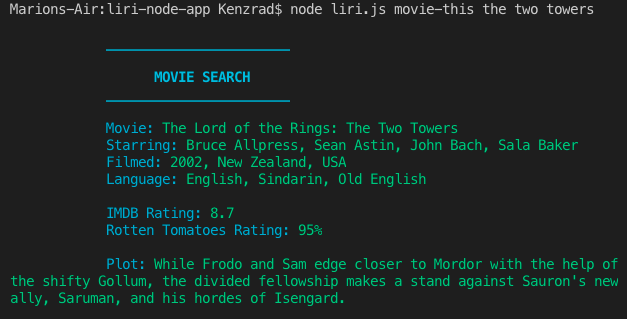 Marions-Air:liri-node-app Kenzrad$ node liri.js movie-this the two towers
MOVIE SEARCH
Movie: The Lord of the Rings: The Two Towers
Starring: Bruce Allpress, Sean Astin, John Bach, Sala Baker
Filmed: 2002, New Zealand, USA
Language: English, Sindarin, Old English
IMDB Rating: 8.7
Rotten Tomatoes Rating: 95%
Plot: While Frodo and Sam edge closer to Mordor with the help of
the shifty Gollum, the divided fellowship makes a stand against Sauron's new
ally, Saruman, and his hordes of Isengard.